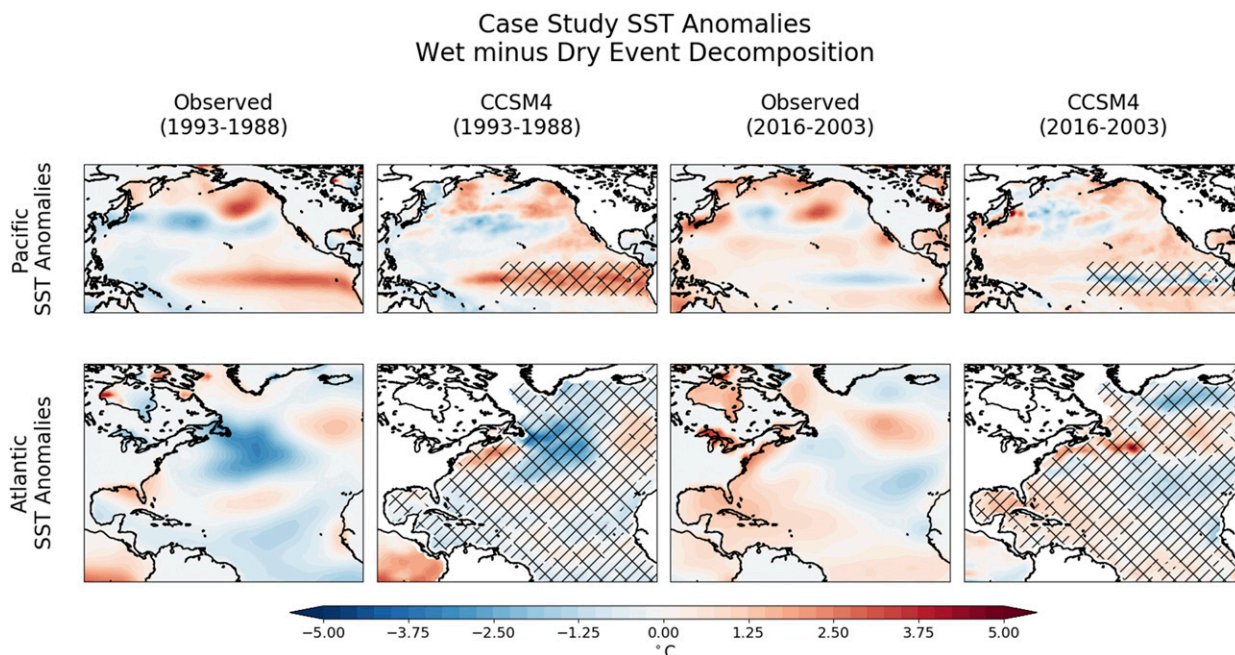 Case Study SST Anomalies
Wet minus Dry Event Decomposition
Observed
(1993-1988)
CCSM4
(1993-1988)
Observed
(2016-2003)
CCSM4
(2016-2003)
Pacific
SST Anomalies
Atlantic
SST Anomalies
−5.00 −3.75 −2.50 −1.25 0.00 1.25 2.50 3.75 5.00
°C